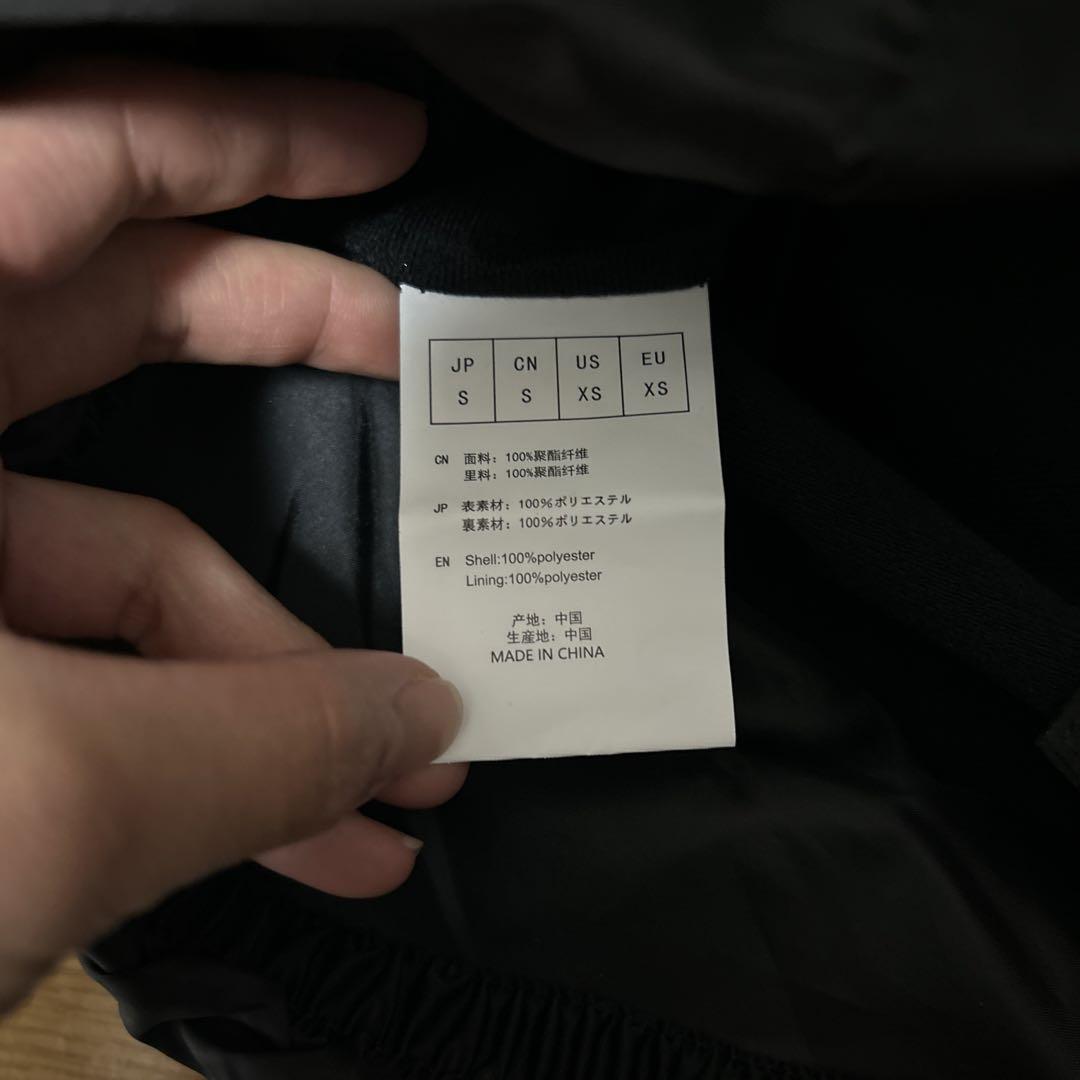 JP CN US EU
S S XS XS
CN 面料：100%聚酯纤维
里料：100%聚酯纤维
JP 表素材：100%ポリエステル
裏素材：100%ポリエステル
EN Shell:100%polyester
Lining:100%polyester
产地：中国
生産地：中国
MADE IN CHINA